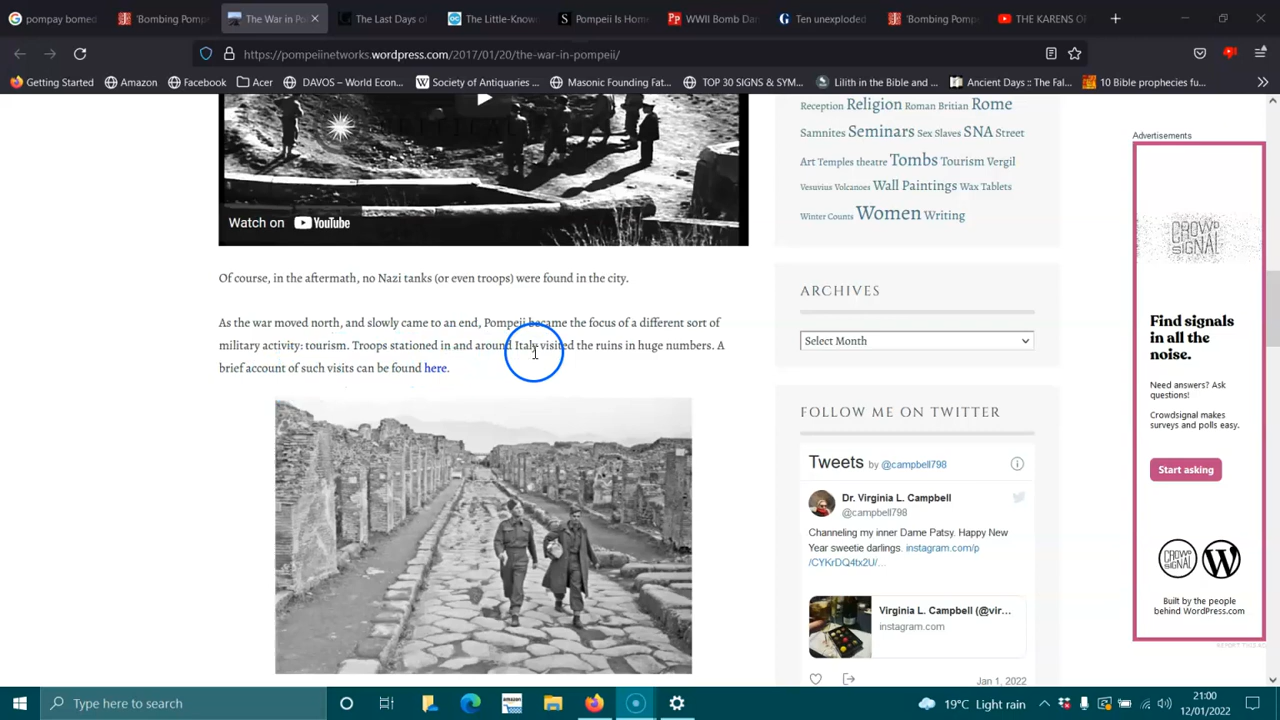 pompay bomed
'Bombing Pomp
The War in Po
The Last Days of
The Little-Know
Pompeii Is Home
WWII Bomb Da
Ten unexploded
'Bombing Pomp
THE KARENS OF
https://pompeiinetworks.wordpress.com/2017/01/20/the-war-in-pompeii/
Getting Started
Amazon
Facebook
Acer
DAVOS – World Econ...
Society of Antiquaries ...
Masonic Founding Fat...
TOP 30 SIGNS & SYM...
Lilith in the Bible and ...
Ancient Days :: The Fal...
10 Bible prophecies fu...
Watch on YouTube
Of course, in the aftermath, no Nazi tanks (or even troops) were found in the city.
As the war moved north, and slowly came to an end, Pompeii became the focus of a different sort of
military activity: tourism. Troops stationed in and around Italy visited the ruins in huge numbers. A
brief account of such visits can be found here.
Reception Religion Roman Britian Rome
Samnites Seminars Sex Slaves SNA Street
Art Temples theatre Tombs Tourism Vergil
Vesuvius Volcanoes Wall Paintings Wax Tablets
Winter Counts Women Writing
ARCHIVES
Select Month
FOLLOW ME ON TWITTER
Tweets by @campbell798
Dr. Virginia L. Campbell
@campbell798
Channeling my inner Dame Patsy. Happy New
Year sweetie darlings. instagram.com/p
/CYKrDQ4tx2U/...
Virginia L. Campbell (@vir...
instagram.com
Jan 1, 2022
Advertisements
CROWD
SIGNAL
Find signals
in all the
noise.
Need answers? Ask
questions!
Crowdsignal makes
surveys and polls easy.
Start asking
Built by the people
behind WordPress.com
REPORT THIS AD
Type here to search
19°C Light rain
21:00
12/01/2022